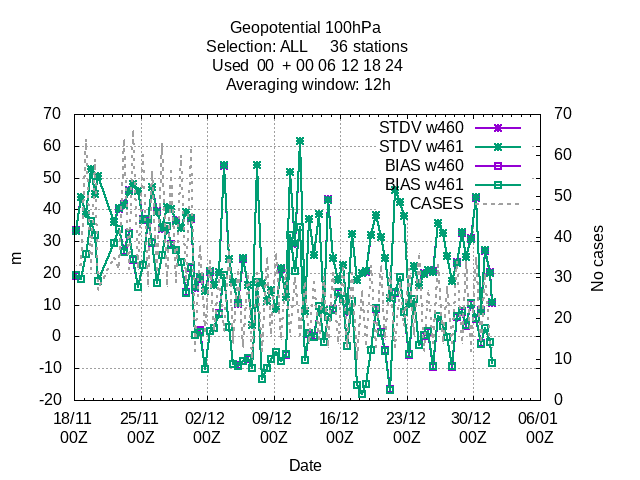 Geopotential 100hPa
Selection: ALL     36 stations
Used  00  + 00 06 12 18 24
Averaging window: 12h
70 70
STDV w460
STDV w461
BIAS w460
BIAS w461
CASES
60 60
50 50
40 40
30 30
20 20
10 10
0 0
-10
-20
m
No cases
18/11 25/11 02/12 09/12 16/12 23/12 30/12 06/01
00Z 00Z 00Z 00Z 00Z 00Z 00Z 00Z
Date